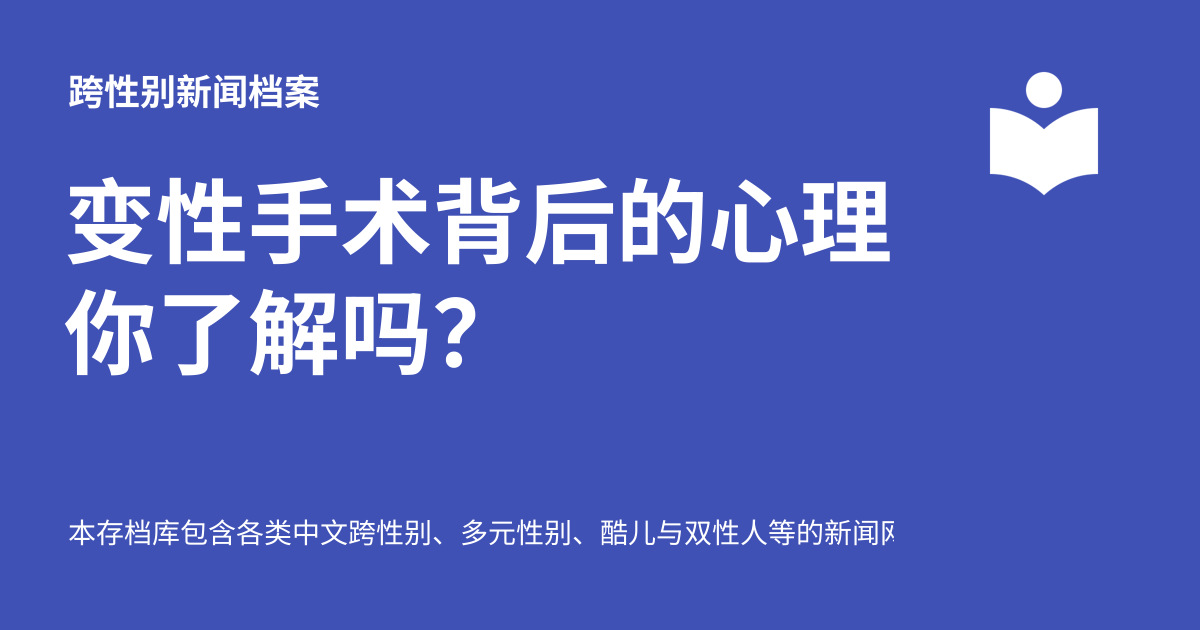 跨性别新闻档案
变性手术背后的心理
你了解吗？
本存档库包含各类中文跨性别、多元性别、酷儿与双性人等的新闻